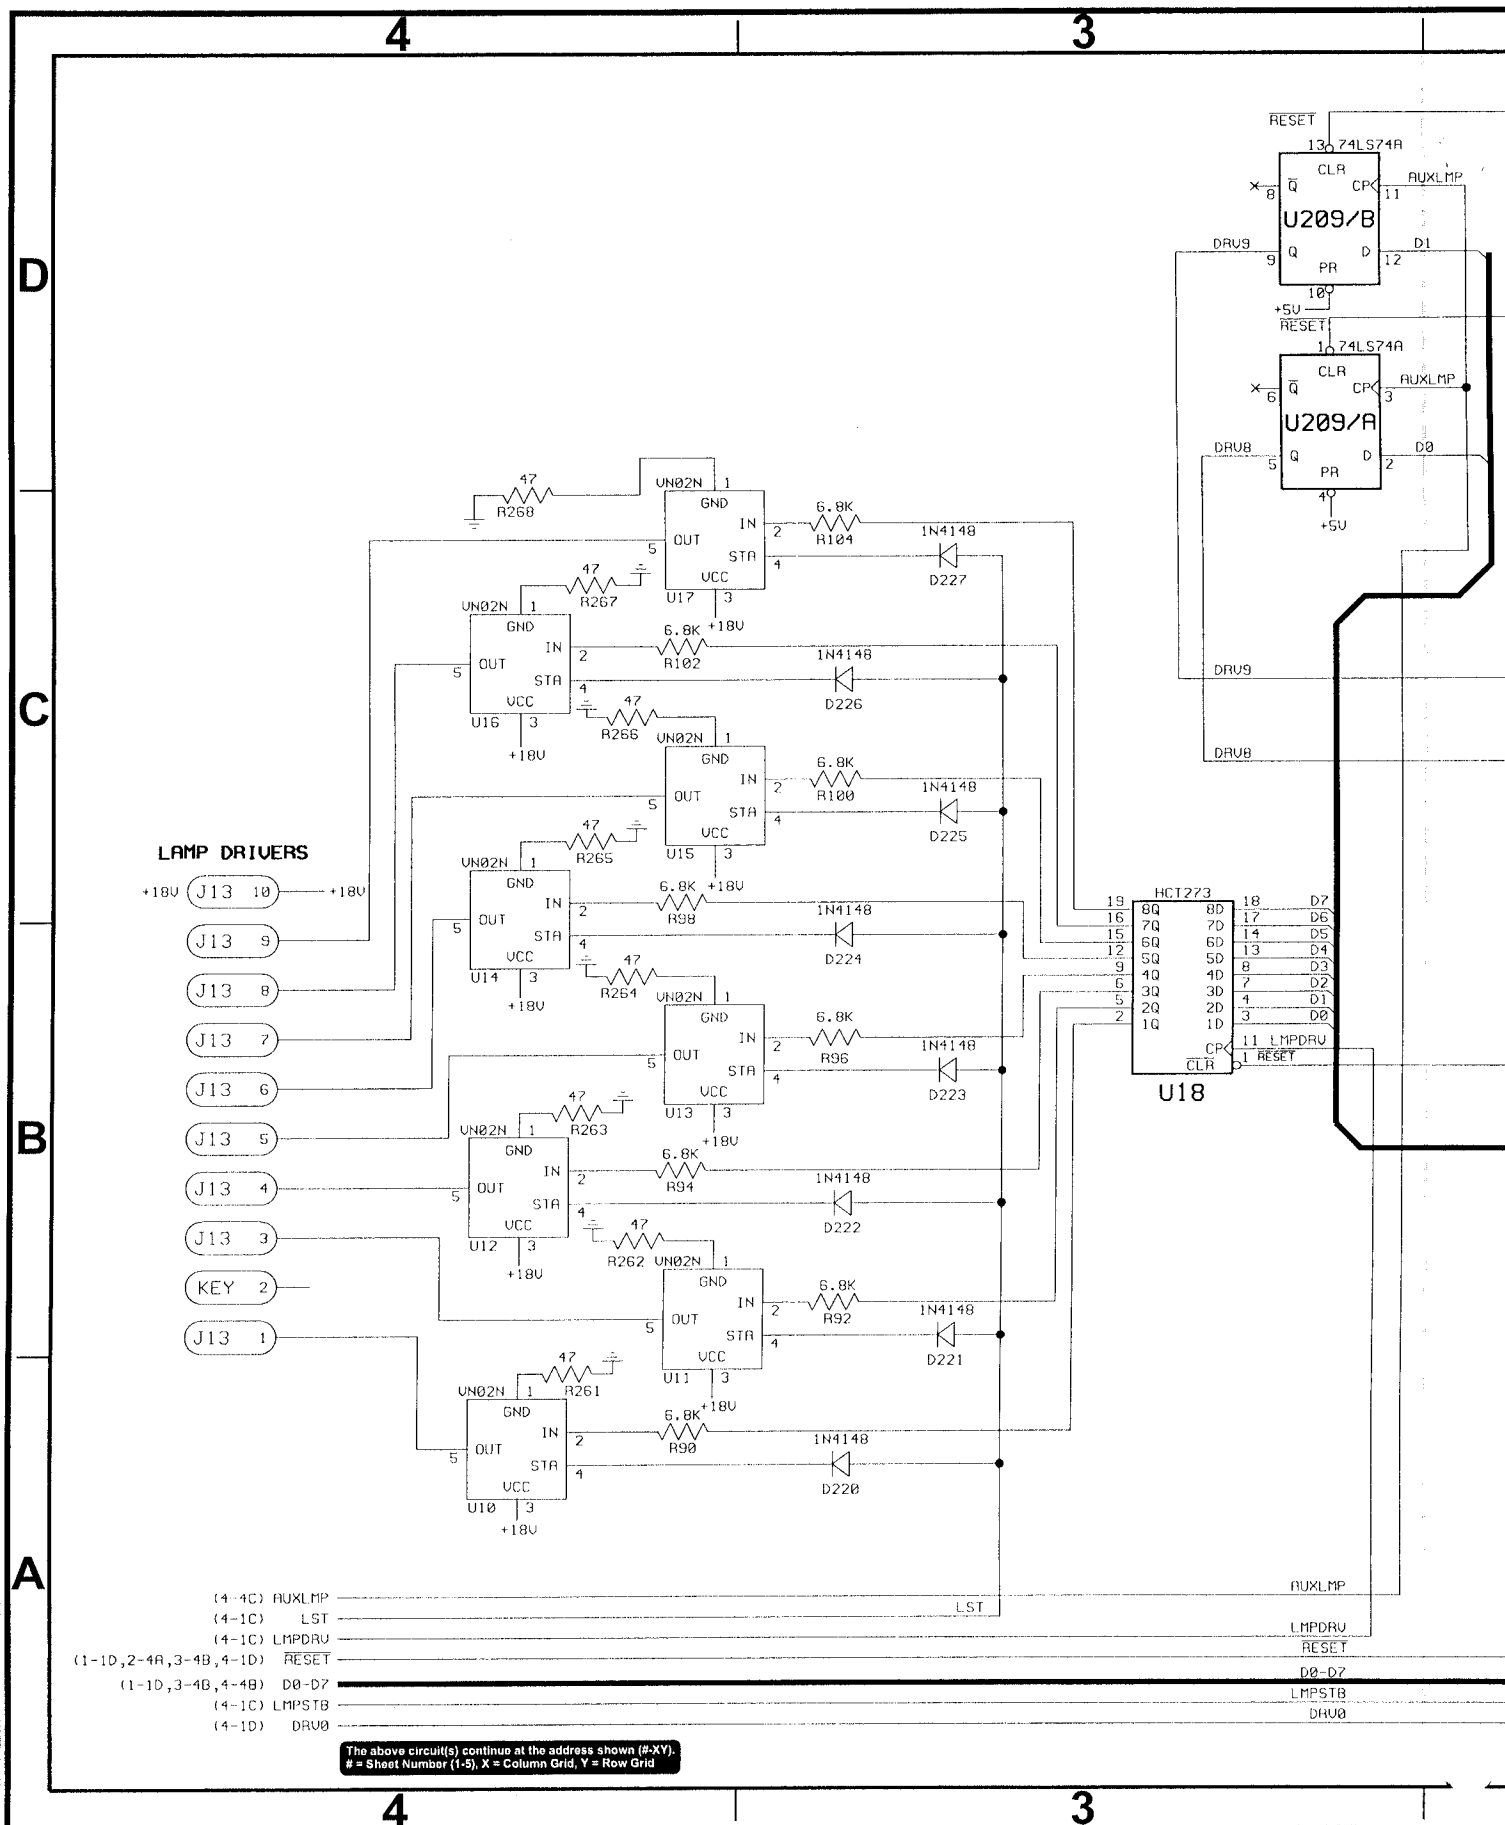 4 3
RESET
13 74LS74A
CLR
8 Q CP 11 AUXLMP
U209/B
DRV9
9 Q D 12 D1
PR
10
+5V
RESET
1 74LS74A
CLR
6 Q CP 3 AUXLMP
U209/A
DRV8
5 Q D 2 D0
PR
4
+5V
D
47
R268
VN02N 1
GND
IN 2
6.8K
R104
5 OUT
STA 4
1N4148
D227
VCC
U17 3
+18V
47
R267
VN02N 1
GND
IN 2
6.8K
R102
5 OUT
STA 4
1N4148
D226
VCC
U16 3
+18V
DRV9
C
47
R266
VN02N 1
GND
IN 2
6.8K
R100
5 OUT
STA 4
1N4148
D225
VCC
U15 3
+18V
DRV8
47
R265
VN02N 1
GND
IN 2
6.8K
R98
5 OUT
STA 4
1N4148
D224
VCC
U14 3
+18V
LAMP DRIVERS
+18V J13 10 +18V
J13 9
J13 8
J13 7
J13 6
J13 5
J13 4
J13 3
KEY 2
J13 1
HCT273
19 8Q 8D 18 D7
16 7Q 7D 17 D6
15 6Q 6D 14 D5
12 5Q 5D 13 D4
9 4Q 4D 8 D3
6 3Q 3D 7 D2
5 2Q 2D 4 D1
2 1Q 1D 3 D0
CP 11 LMPDRV
CLR 1 RESET
U18
47
R264
VN02N 1
GND
IN 2
6.8K
R96
5 OUT
STA 4
1N4148
D223
VCC
U13 3
+18V
B
47
R263
VN02N 1
GND
IN 2
6.8K
R94
5 OUT
STA 4
1N4148
D222
VCC
U12 3
+18V
47
R262
VN02N 1
GND
IN 2
6.8K
R92
5 OUT
STA 4
1N4148
D221
VCC
U11 3
+18V
47
R261
VN02N 1
GND
IN 2
6.8K
R90
5 OUT
STA 4
1N4148
D220
VCC
U10 3
+18V
A
(4-4C) AUXLMP AUXLMP
(4-1C) LST LST
(4-1C) LMPDRV LMPDRV
(1-1D,2-4A,3-4B,4-1D) RESET RESET
(1-1D,3-4B,4-4B) D0-D7 D0-D7
(4-1C) LMPSTB LMPSTB
(4-1D) DRV0 DRV0
The above circuit(s) continue at the address shown (#-XY).
# = Sheet Number (1-5), X = Column Grid, Y = Row Grid
4 3